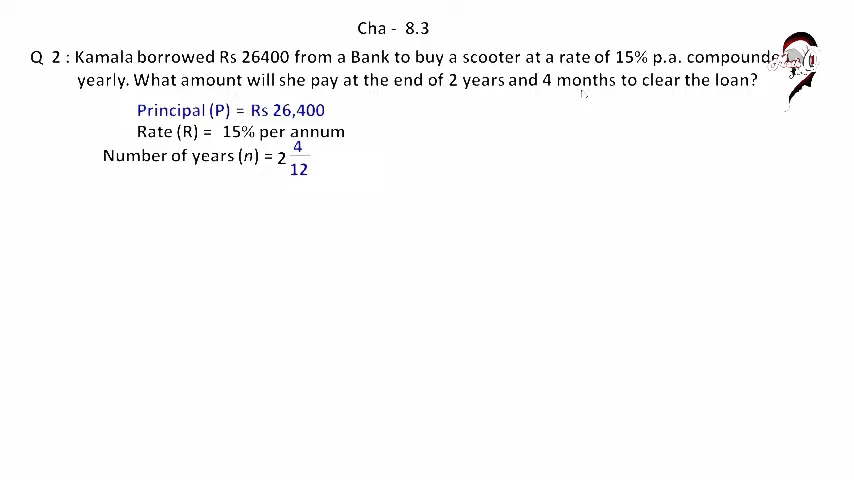 Cha - 8.3
Q 2 : Kamala borrowed Rs 26400 from a Bank to buy a scooter at a rate of 15% p.a. compounde
yearly. What amount will she pay at the end of 2 years and 4 months to clear the loan?
Principal (P) = Rs 26,400
Rate (R) = 15% per annum
Number of years (n) = 2 4/12